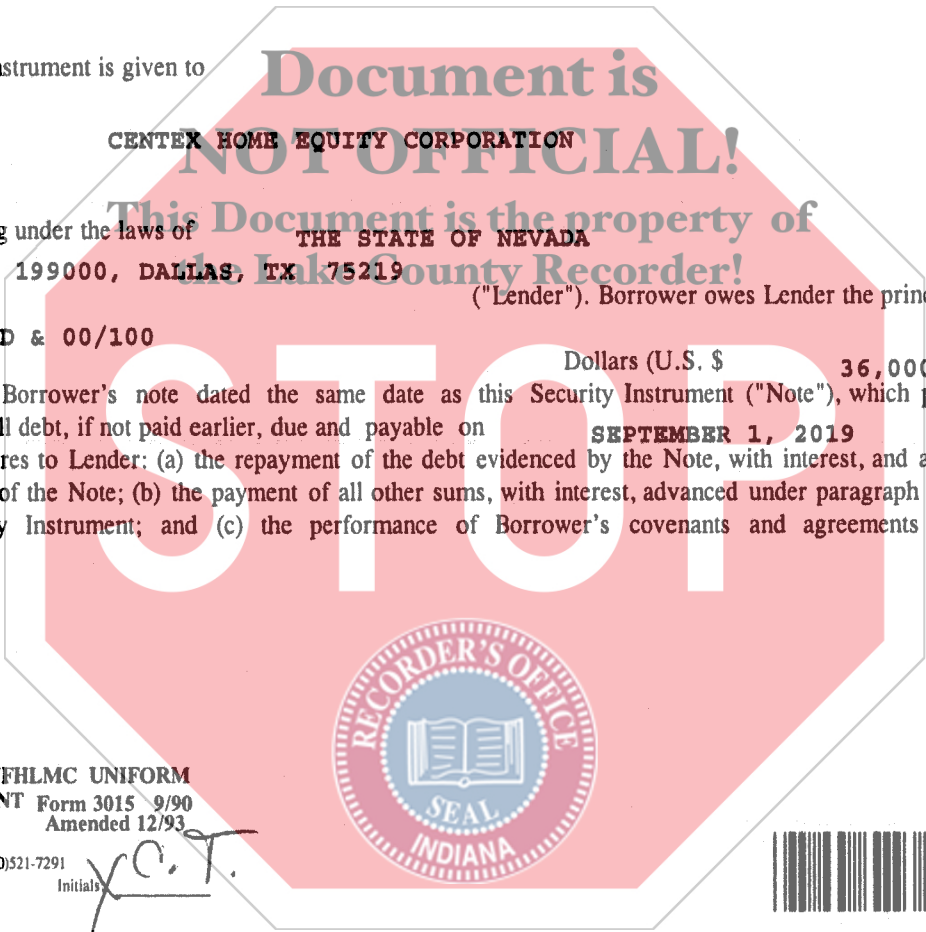 nstrument is given to
Document is
CENTEX HOME EQUITY CORPORATION
NOT OFFICIAL!
This Document is the property of
g under the laws of THE STATE OF NEVADA
the Lake County Recorder!
199000, DALLAS, TX 75219
("Lender"). Borrower owes Lender the princ
D & 00/100
Dollars (U.S. $ 36,000
Borrower's note dated the same date as this Security Instrument ("Note"), which p
ll debt, if not paid earlier, due and payable on SEPTEMBER 1, 2019
res to Lender: (a) the repayment of the debt evidenced by the Note, with interest, and a
of the Note; (b) the payment of all other sums, with interest, advanced under paragraph
y Instrument; and (c) the performance of Borrower's covenants and agreements
STOP
RECORDER'S OFFICE
SEAL
INDIANA
FHLMC UNIFORM
NT Form 3015 9/90
Amended 12/93
0)521-7291
Initials C. T.